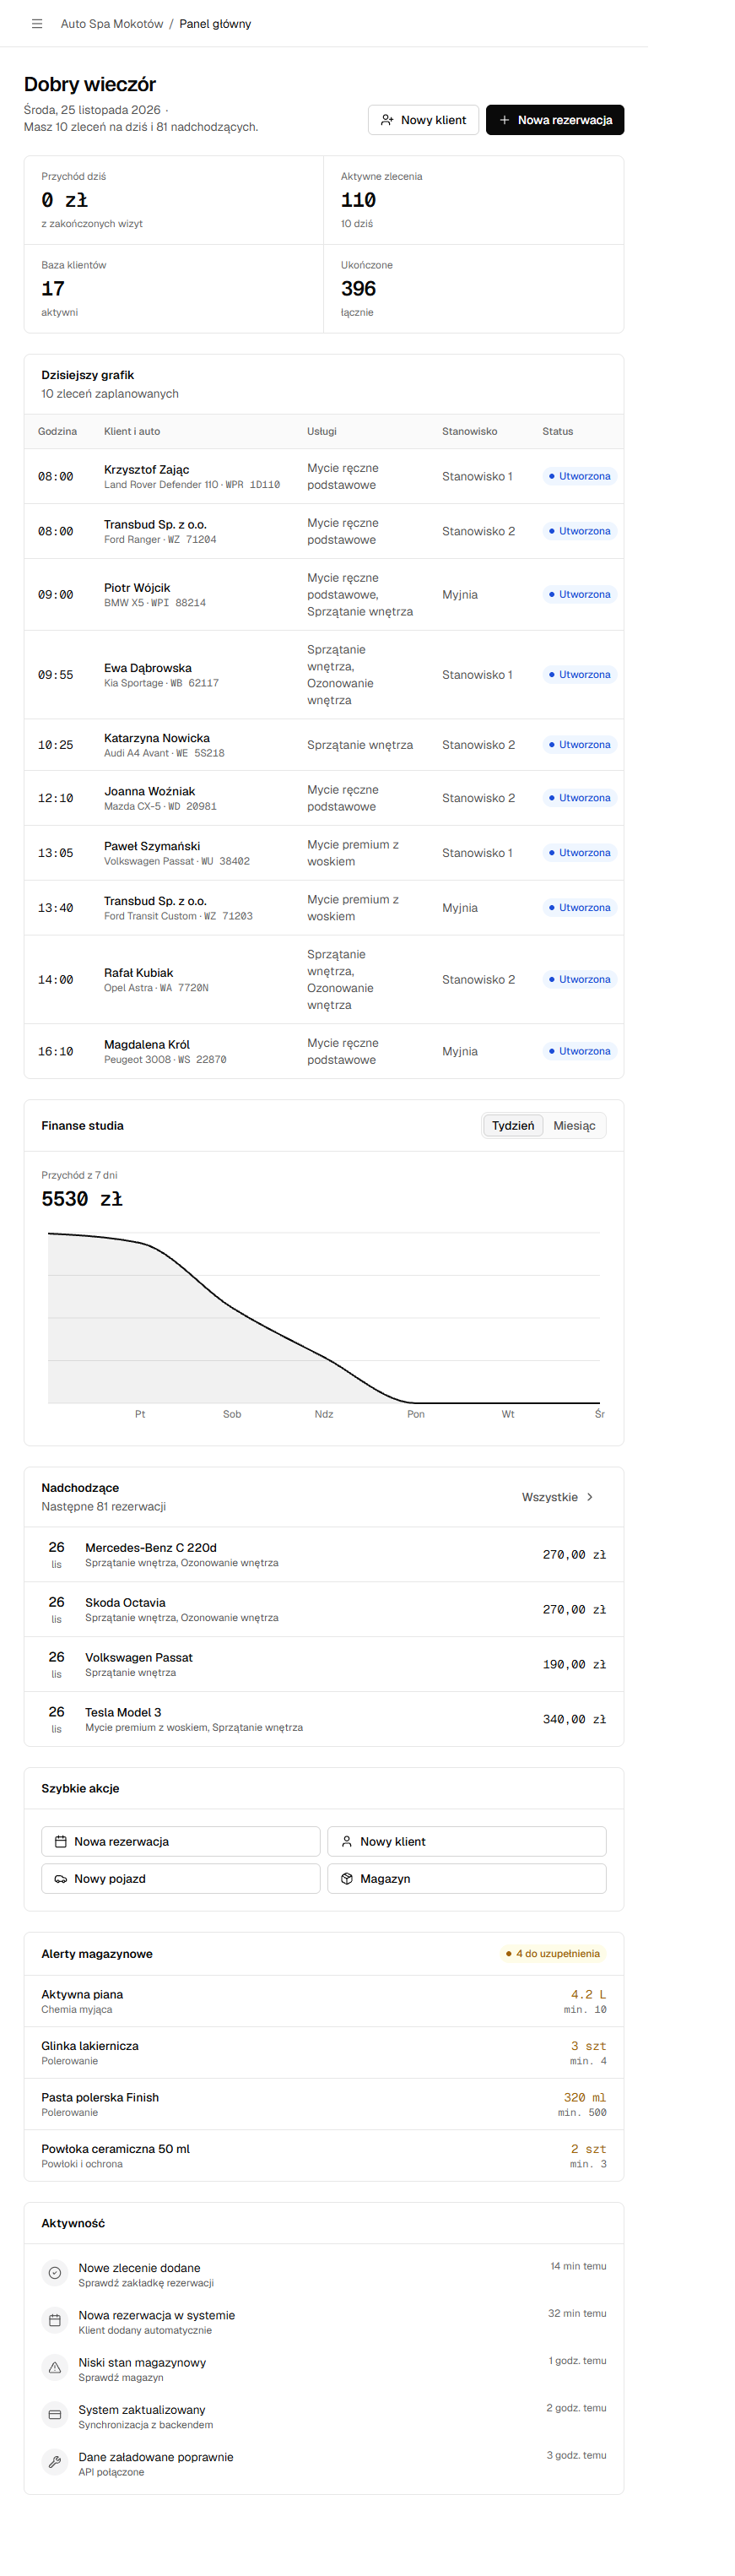 Auto Spa Mokotów / Panel główny
Dobry wieczór
Środa, 25 listopada 2026 ·
Masz 10 zleceń na dziś i 81 nadchodzących.
Nowy klient
Nowa rezerwacja
Przychód dziś
0 zł
z zakończonych wizyt
Aktywne zlecenia
110
10 dziś
Baza klientów
17
aktywni
Ukończone
396
łącznie
Dzisiejszy grafik
10 zleceń zaplanowanych
Godzina Klient i auto Usługi Stanowisko Status
08:00 Krzysztof Zając
Land Rover Defender 110 · WPR 1D110
Mycie ręczne
podstawowe
Stanowisko 1
Utworzona
08:00 Transbud Sp. z o.o.
Ford Ranger · WZ 71204
Mycie ręczne
podstawowe
Stanowisko 2
Utworzona
09:00 Piotr Wójcik
BMW X5 · WPI 88214
Mycie ręczne
podstawowe,
Sprzątanie wnętrza
Myjnia
Utworzona
09:55 Ewa Dąbrowska
Kia Sportage · WB 62117
Sprzątanie
wnętrza,
Ozonowanie
wnętrza
Stanowisko 1
Utworzona
10:25 Katarzyna Nowicka
Audi A4 Avant · WE 5S218
Sprzątanie wnętrza
Stanowisko 2
Utworzona
12:10 Joanna Woźniak
Mazda CX-5 · WD 20981
Mycie ręczne
podstawowe
Stanowisko 2
Utworzona
13:05 Paweł Szymański
Volkswagen Passat · WU 38402
Mycie premium z
woskiem
Stanowisko 1
Utworzona
13:40 Transbud Sp. z o.o.
Ford Transit Custom · WZ 71203
Mycie premium z
woskiem
Myjnia
Utworzona
14:00 Rafał Kubiak
Opel Astra · WA 7720N
Sprzątanie
wnętrza,
Ozonowanie
wnętrza
Stanowisko 2
Utworzona
16:10 Magdalena Król
Peugeot 3008 · WS 22870
Mycie ręczne
podstawowe
Myjnia
Utworzona
Finanse studia
Tydzień Miesiąc
Przychód z 7 dni
5530 zł
Pt Sob Ndz Pon Wt Śr
Nadchodzące
Następne 81 rezerwacji
Wszystkie
26
lis
Mercedes-Benz C 220d
Sprzątanie wnętrza, Ozonowanie wnętrza
270,00 zł
26
lis
Skoda Octavia
Sprzątanie wnętrza, Ozonowanie wnętrza
270,00 zł
26
lis
Volkswagen Passat
Sprzątanie wnętrza
190,00 zł
26
lis
Tesla Model 3
Mycie premium z woskiem, Sprzątanie wnętrza
340,00 zł
Szybkie akcje
Nowa rezerwacja
Nowy klient
Nowy pojazd
Magazyn
Alerty magazynowe
4 do uzupełnienia
Aktywna piana
Chemia myjąca
4.2 L
min. 10
Glinka lakiernicza
Polerowanie
3 szt
min. 4
Pasta polerska Finish
Polerowanie
320 ml
min. 500
Powłoka ceramiczna 50 ml
Powłoki i ochrona
2 szt
min. 3
Aktywność
Nowe zlecenie dodane
Sprawdź zakładkę rezerwacji
14 min temu
Nowa rezerwacja w systemie
Klient dodany automatycznie
32 min temu
Niski stan magazynowy
Sprawdź magazyn
1 godz. temu
System zaktualizowany
Synchronizacja z backendem
2 godz. temu
Dane załadowane poprawnie
API połączone
3 godz. temu